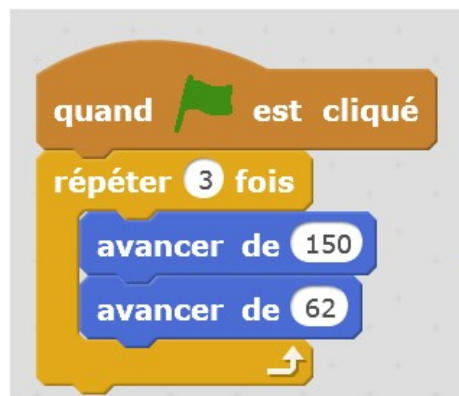 quand est cliqué
répéter 3 fois
avancer de 150
avancer de 62